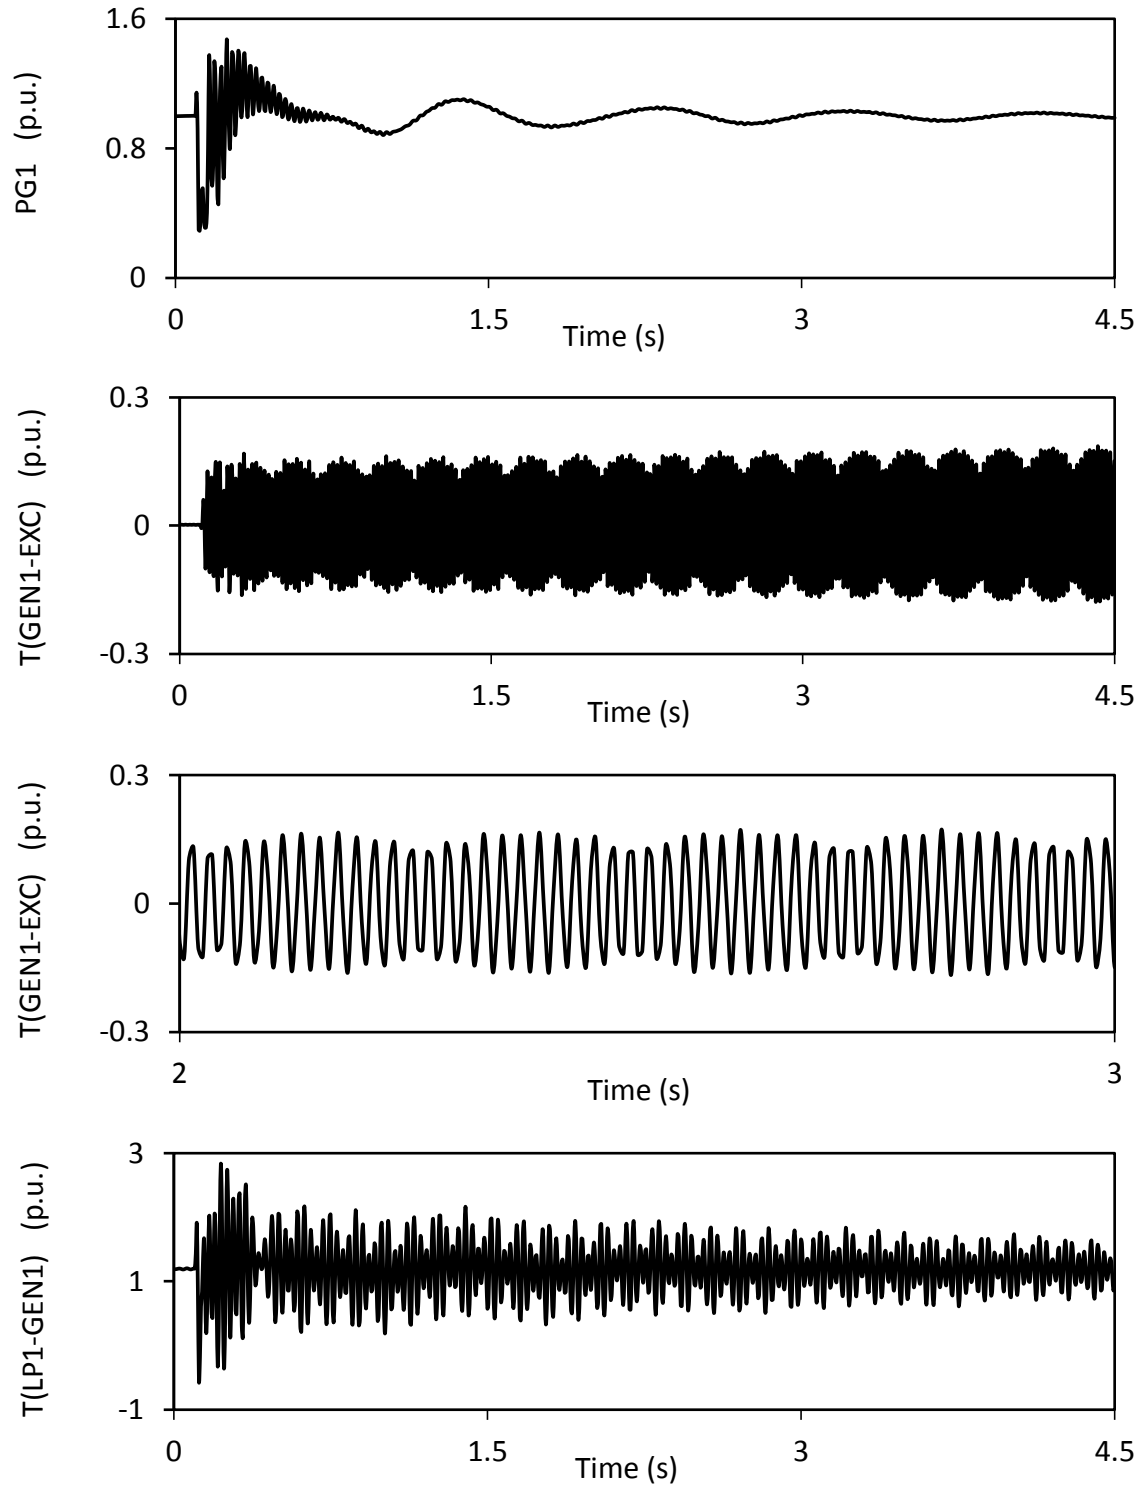 1.6
0.8
0
PG1 (p.u.)
0 1.5 3 4.5
Time (s)
0.3
0
-0.3
T(GEN1-EXC) (p.u.)
0 1.5 3 4.5
Time (s)
0.3
0
-0.3
T(GEN1-EXC) (p.u.)
2 3
Time (s)
3
1
-1
T(LP1-GEN1) (p.u.)
0 1.5 3 4.5
Time (s)